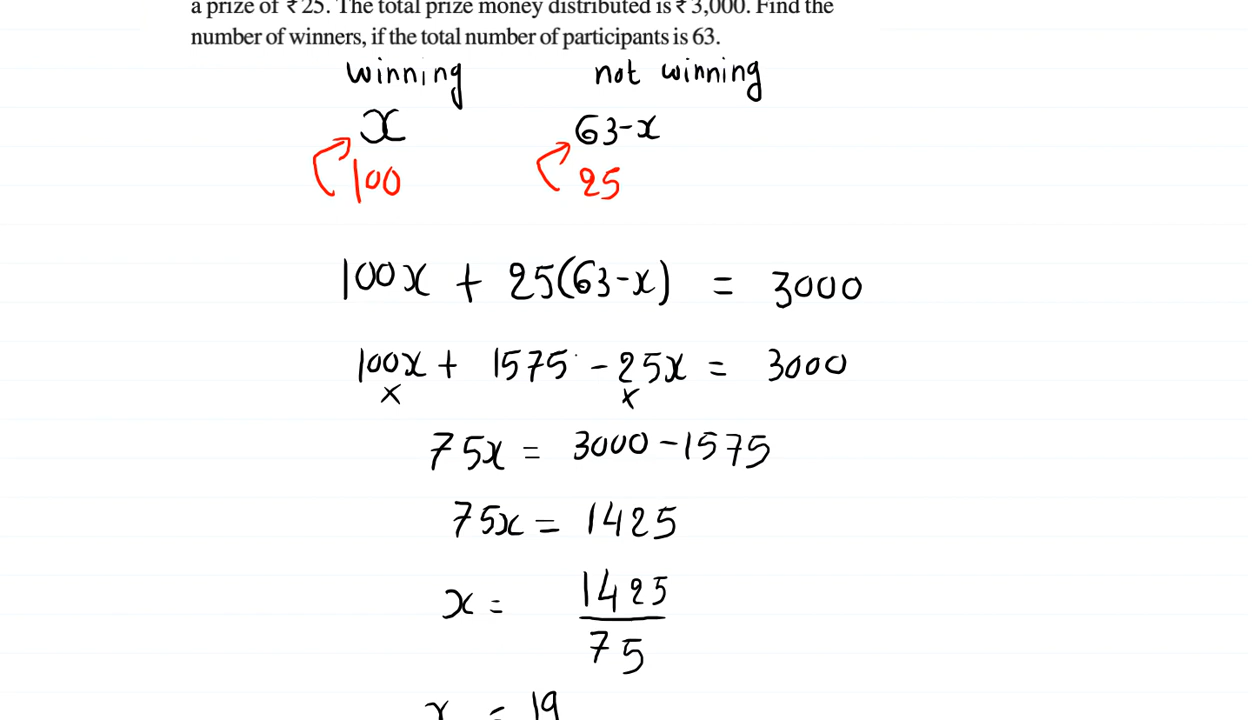 a prize of ₹ 25. The total prize money distributed is ₹ 3,000. Find the
number of winners, if the total number of participants is 63.
winning not winning
x 63-x
100 25
100x + 25(63-x) = 3000
100x + 1575 - 25x = 3000
x x
75x = 3000 - 1575
75x = 1425
x = 1425/75
x = 19